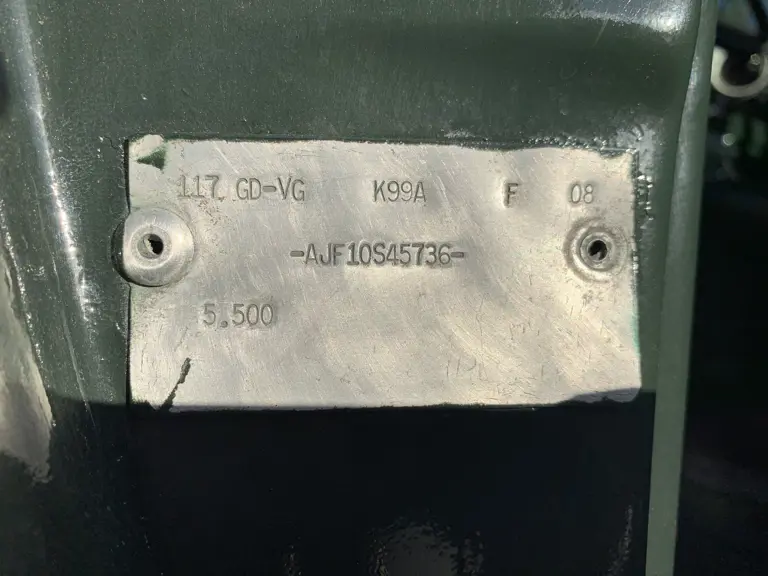 117. GD-VG K99A F 08
-AJF10S45736-
5.500